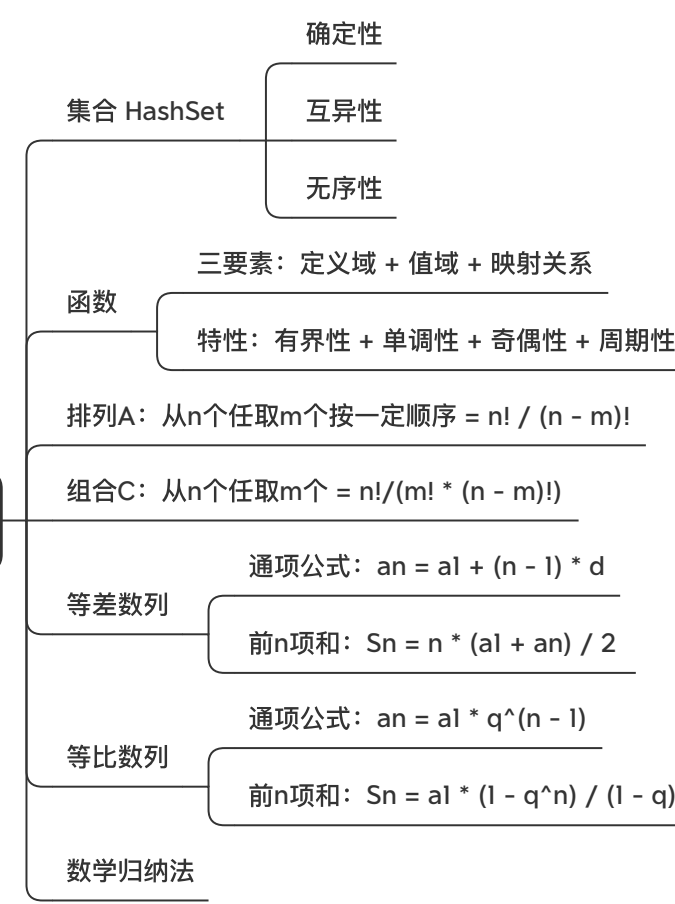 确定性
集合 HashSet
互异性
无序性
三要素：定义域 + 值域 + 映射关系
函数
特性：有界性 + 单调性 + 奇偶性 + 周期性
排列A：从n个任取m个按一定顺序 = n! / (n - m)!
组合C：从n个任取m个 = n!/(m! * (n - m)!)
通项公式：an = a1 + (n - 1) * d
等差数列
前n项和：Sn = n * (a1 + an) / 2
通项公式：an = a1 * q^(n - 1)
等比数列
前n项和：Sn = a1 * (1 - q^n) / (1 - q)
数学归纳法